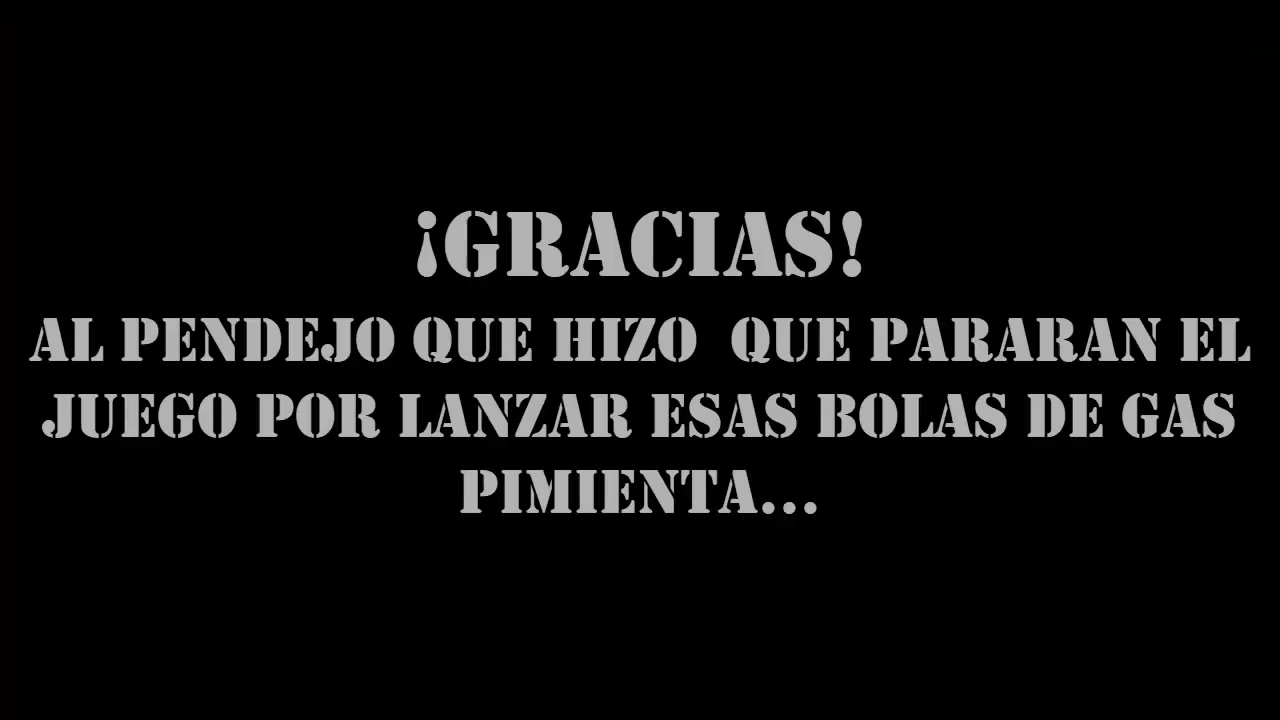 ¡GRACIAS!
AL PENDEJO QUE HIZO QUE PARARAN EL
JUEGO POR LANZAR ESAS BOLAS DE GAS
PIMIENTA...